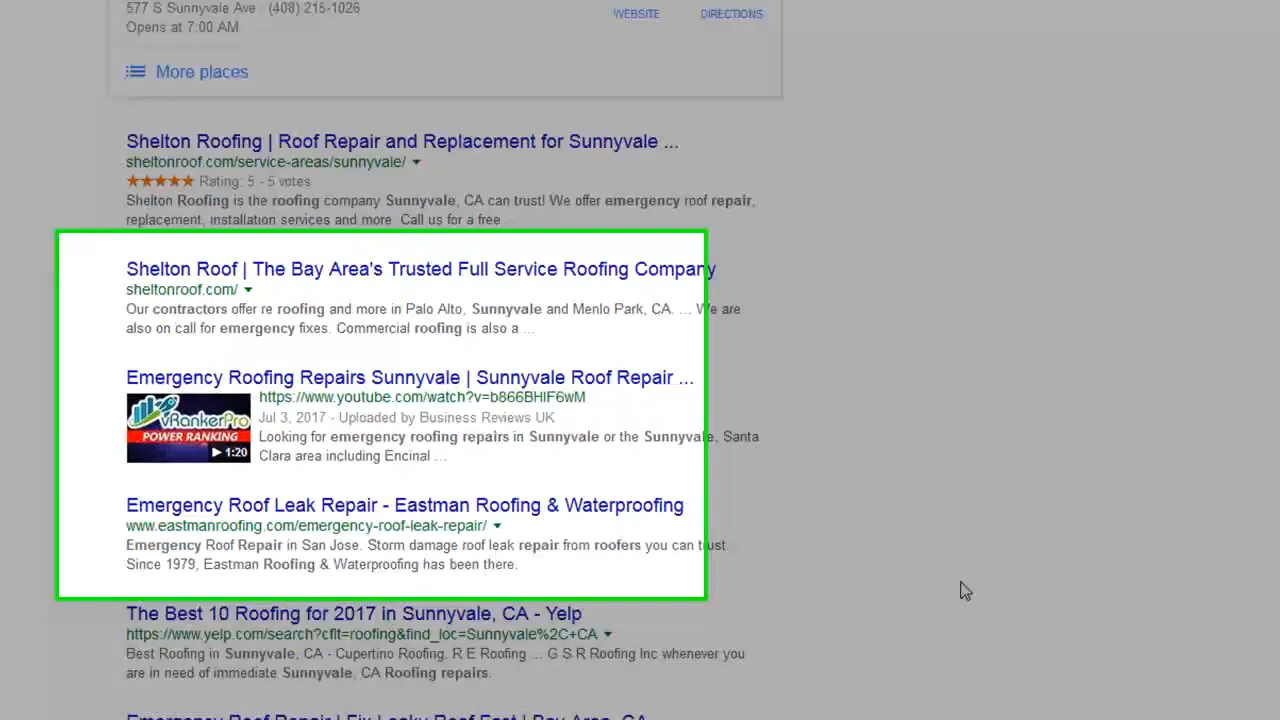 577 S Sunnyvale Ave · (408) 215-1026
WEBSITE
DIRECTIONS
Opens at 7:00 AM
More places
Shelton Roofing | Roof Repair and Replacement for Sunnyvale ...
sheltonroof.com/service-areas/sunnyvale/
Rating: 5 - 5 votes
Shelton Roofing is the roofing company Sunnyvale, CA can trust! We offer emergency roof repair,
replacement, installation services and more. Call us for a free
Shelton Roof | The Bay Area's Trusted Full Service Roofing Company
sheltonroof.com/
Our contractors offer re roofing and more in Palo Alto, Sunnyvale and Menlo Park, CA. ... We are
also on call for emergency fixes. Commercial roofing is also a ...
Emergency Roofing Repairs Sunnyvale | Sunnyvale Roof Repair ...
https://www.youtube.com/watch?v=b866BHIF6wM
vRankerPro
POWER RANKING
1:20
Jul 3, 2017 - Uploaded by Business Reviews UK
Looking for emergency roofing repairs in Sunnyvale or the Sunnyvale, Santa
Clara area including Encinal ...
Emergency Roof Leak Repair - Eastman Roofing & Waterproofing
www.eastmanroofing.com/emergency-roof-leak-repair/
Emergency Roof Repair in San Jose. Storm damage roof leak repair from roofers you can trust.
Since 1979, Eastman Roofing & Waterproofing has been there.
The Best 10 Roofing for 2017 in Sunnyvale, CA - Yelp
https://www.yelp.com/search?cflt=roofing&find_loc=Sunnyvale%2C+CA
Best Roofing in Sunnyvale, CA - Cupertino Roofing, R E Roofing ... G S R Roofing Inc whenever you
are in need of immediate Sunnyvale, CA Roofing repairs.
Emergency Roof Repair | Fix Leaky Roof Fast | Bay Area, CA